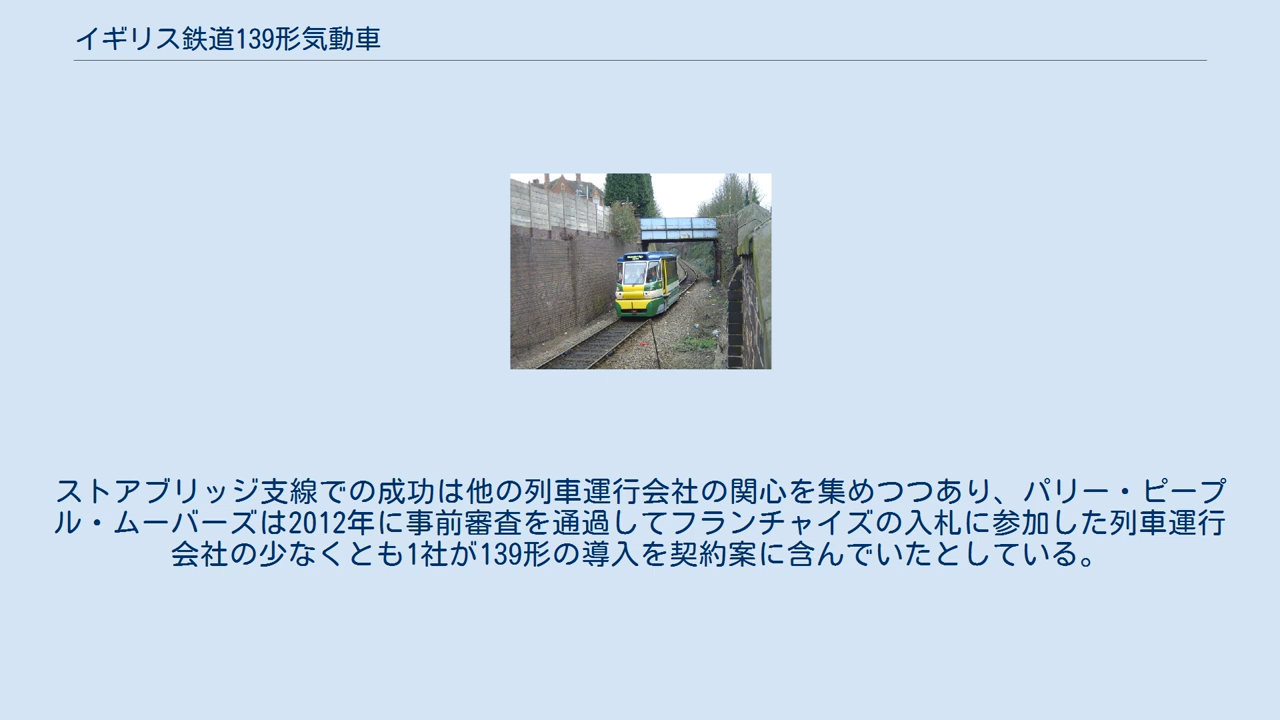 イギリス鉄道139形気動車
ストアブリッジ支線での成功は他の列車運行会社の関心を集めつつあり、パリー・ピープ
ル・ムーバーズは2012年に事前審査を通過してフランチャイズの入札に参加した列車運行
会社の少なくとも1社が139形の導入を契約案に含んでいたとしている。